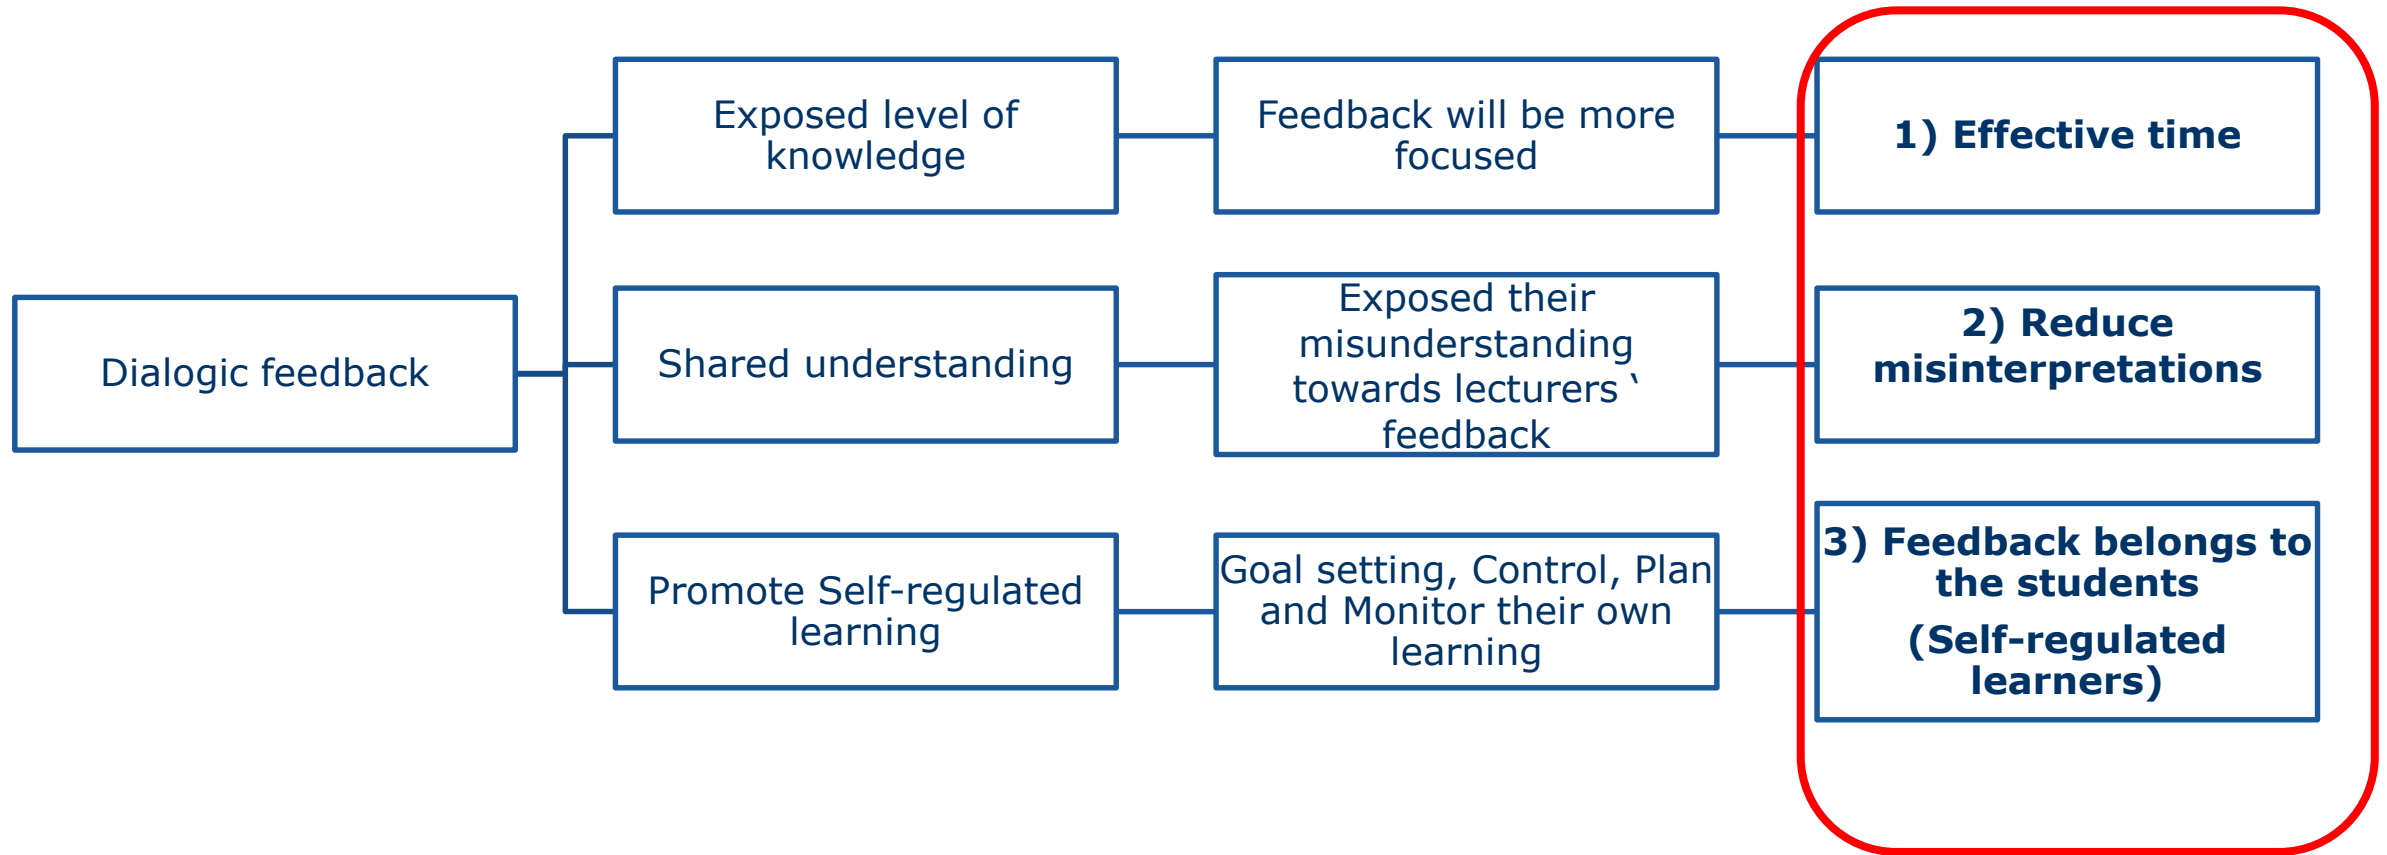 Dialogic feedback
Exposed level of
knowledge
Feedback will be more
focused
1) Effective time
Shared understanding
Exposed their
misunderstanding
towards lecturers ‵
feedback
2) Reduce
misinterpretations
Promote Self-regulated
learning
Goal setting, Control, Plan
and Monitor their own
learning
3) Feedback belongs to
the students
(Self-regulated
learners)